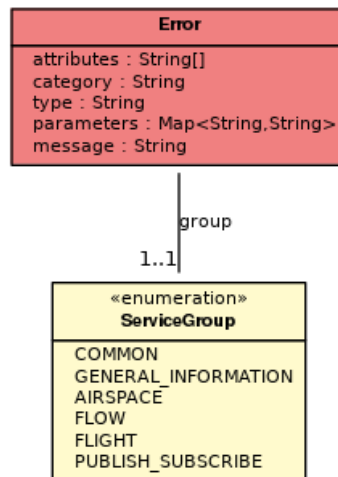 Error
attributes : String[]
category : String
type : String
parameters : Map<String,String>
message : String
group
1..1
«enumeration»
ServiceGroup
COMMON
GENERAL_INFORMATION
AIRSPACE
FLOW
FLIGHT
PUBLISH_SUBSCRIBE